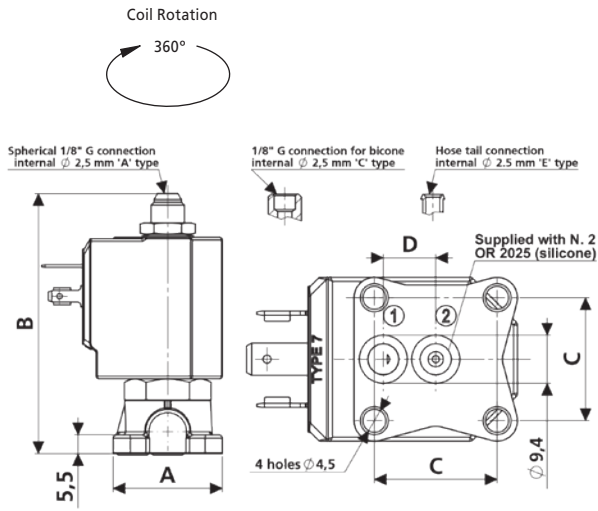 Coil Rotation
360°
Spherical 1/8" G connection
internal ∅ 2,5 mm 'A' type
1/8" G connection for bicone
internal ∅ 2,5 mm 'C' type
Hose tail connection
internal ∅ 2.5 mm 'E' type
D
Supplied with N. 2
OR 2025 (silicone)
B
1
2
TYPE 7
C
A
5,5
4 holes ∅4,5
C
∅ 9,4